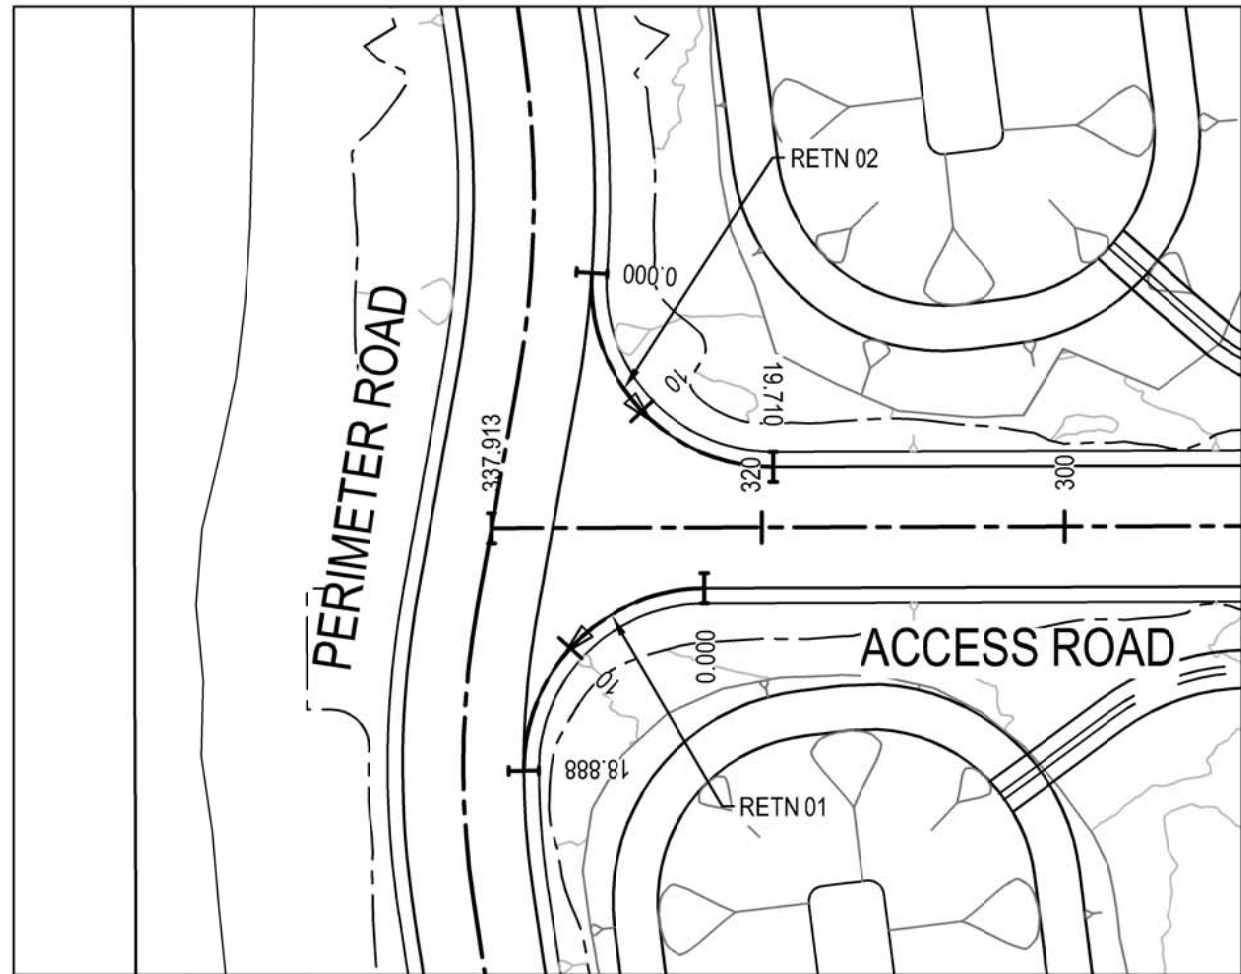 RETN 02
0.000
10
19.710
337.913
320
300
PERIMETER ROAD
ACCESS ROAD
0.000
10
18.888
RETN 01